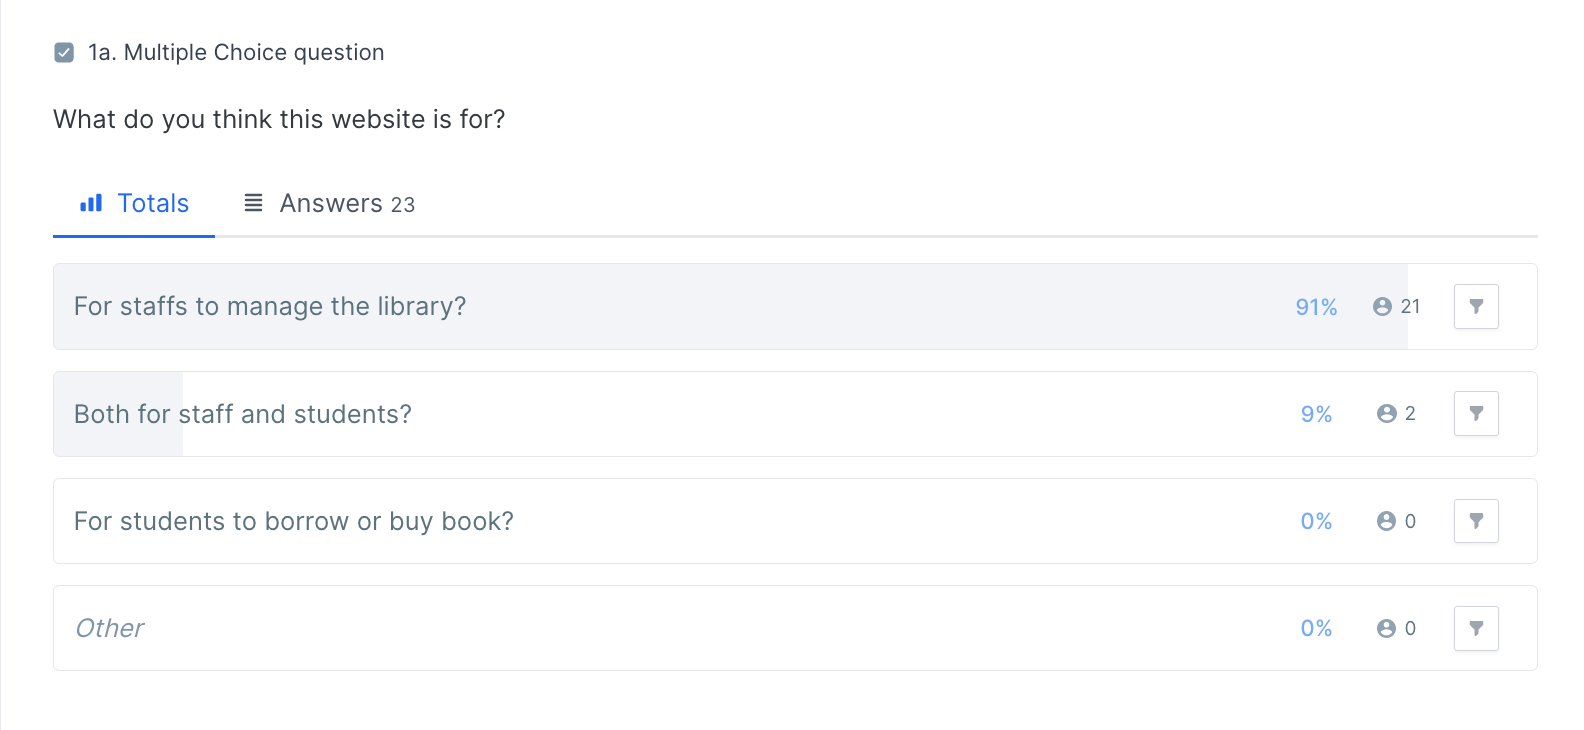 1a. Multiple Choice question
What do you think this website is for?
Totals Answers 23
For staffs to manage the library? 91% 21
Both for staff and students? 9% 2
For students to borrow or buy book? 0% 0
Other 0% 0